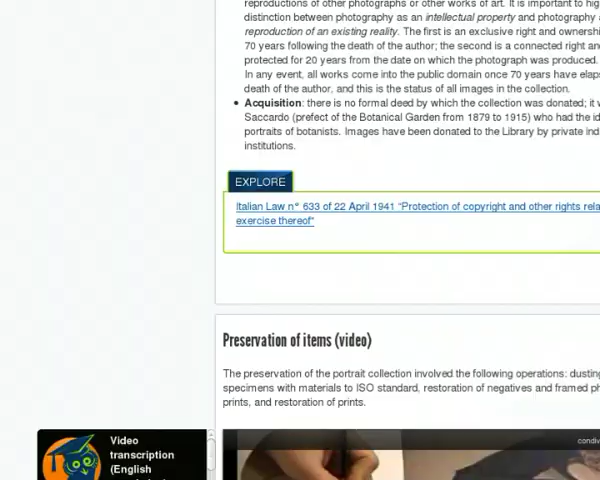 reproductions of other photographs or other works of art. It is important to hig
distinction between photography as an intellectual property and photography
reproduction of an existing reality. The first is an exclusive right and ownershi
70 years following the death of the author; the second is a connected right an
protected for 20 years from the date on which the photograph was produced.
In any event, all works come into the public domain once 70 years have elap
death of the author, and this is the status of all images in the collection.
Acquisition: there is no formal deed by which the collection was donated; it w
Saccardo (prefect of the Botanical Garden from 1879 to 1915) who had the id
portraits of botanists. Images have been donated to the Library by private ind
institutions.
EXPLORE
Italian Law n° 633 of 22 April 1941 "Protection of copyright and other rights rela
exercise thereof"
Preservation of items (video)
The preservation of the portrait collection involved the following operations: dusting
specimens with materials to ISO standard, restoration of negatives and framed ph
prints, and restoration of prints.
Video
transcription
(English
condiv